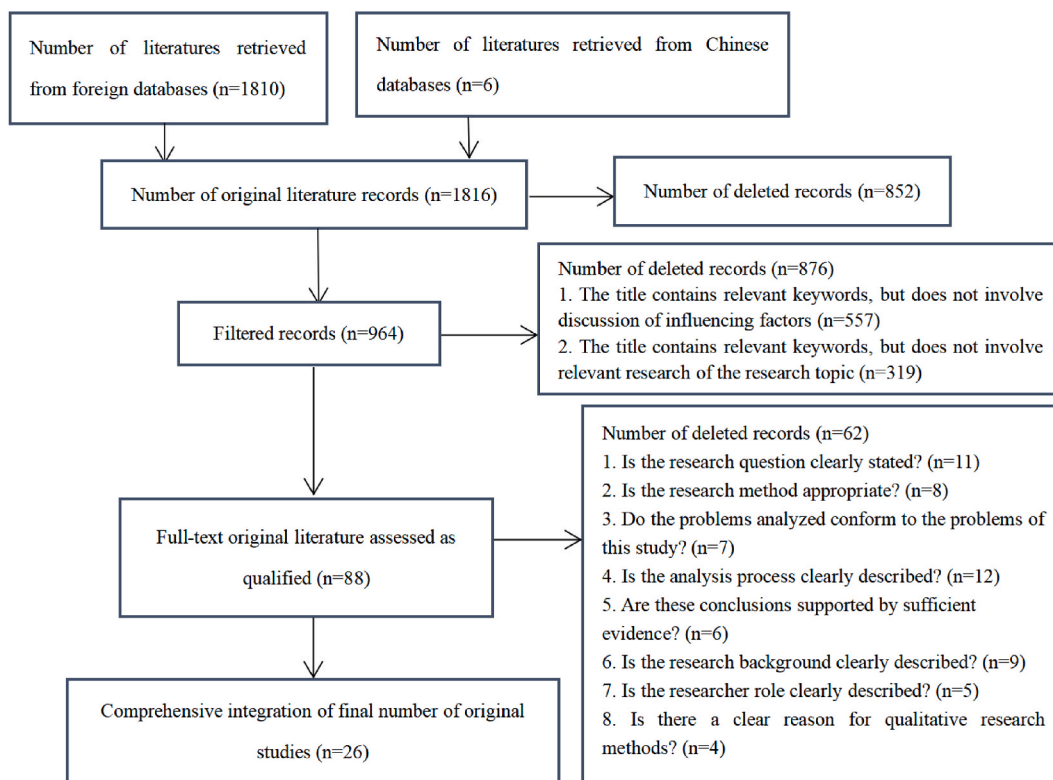 Number of literatures retrieved
from foreign databases (n=1810)
Number of literatures retrieved from Chinese
databases (n=6)
Number of original literature records (n=1816)
Number of deleted records (n=852)
Number of deleted records (n=876)
1. The title contains relevant keywords, but does not involve
discussion of influencing factors (n=557)
2. The title contains relevant keywords, but does not involve
relevant research of the research topic (n=319)
Filtered records (n=964)
Number of deleted records (n=62)
1. Is the research question clearly stated? (n=11)
2. Is the research method appropriate? (n=8)
3. Do the problems analyzed conform to the problems of
this study? (n=7)
4. Is the analysis process clearly described? (n=12)
5. Are these conclusions supported by sufficient
evidence? (n=6)
6. Is the research background clearly described? (n=9)
7. Is the researcher role clearly described? (n=5)
8. Is there a clear reason for qualitative research
methods? (n=4)
Full-text original literature assessed as
qualified (n=88)
Comprehensive integration of final number of original
studies (n=26)